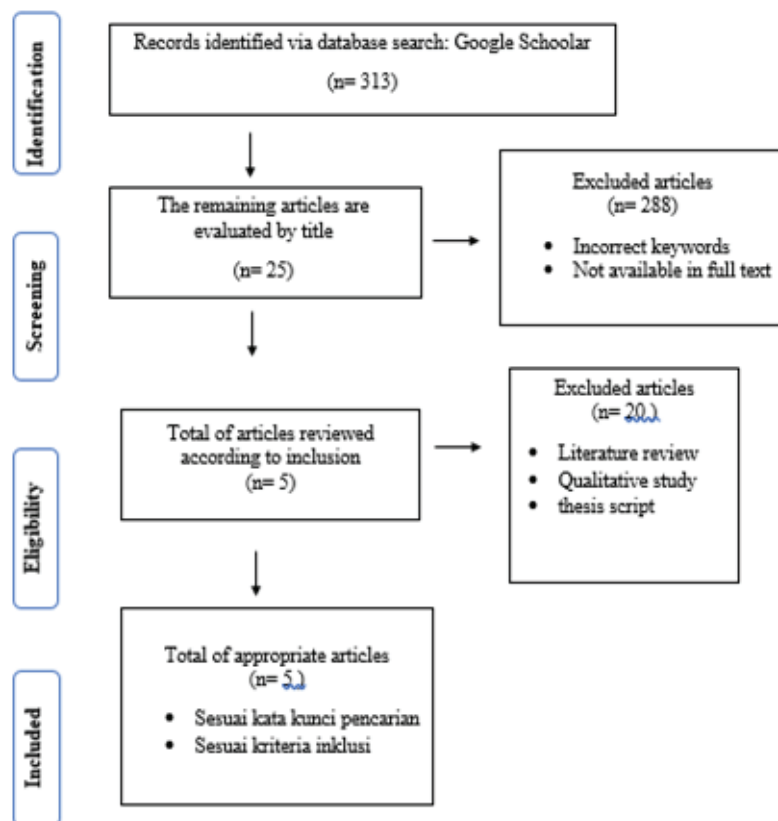 Identification
Records identified via database search: Google Schoolar
(n= 313)
Screening
The remaining articles are
evaluated by title
(n= 25)
Excluded articles
(n= 288)
• Incorrect keywords
• Not available in full text
Eligibility
Total of articles reviewed
according to inclusion
(n= 5)
Excluded articles
(n= 20.)
• Literature review
• Qualitative study
• thesis script
Included
Total of appropriate articles
(n= 5.)
• Sesuai kata kunci pencarian
• Sesuai kriteria inklusi